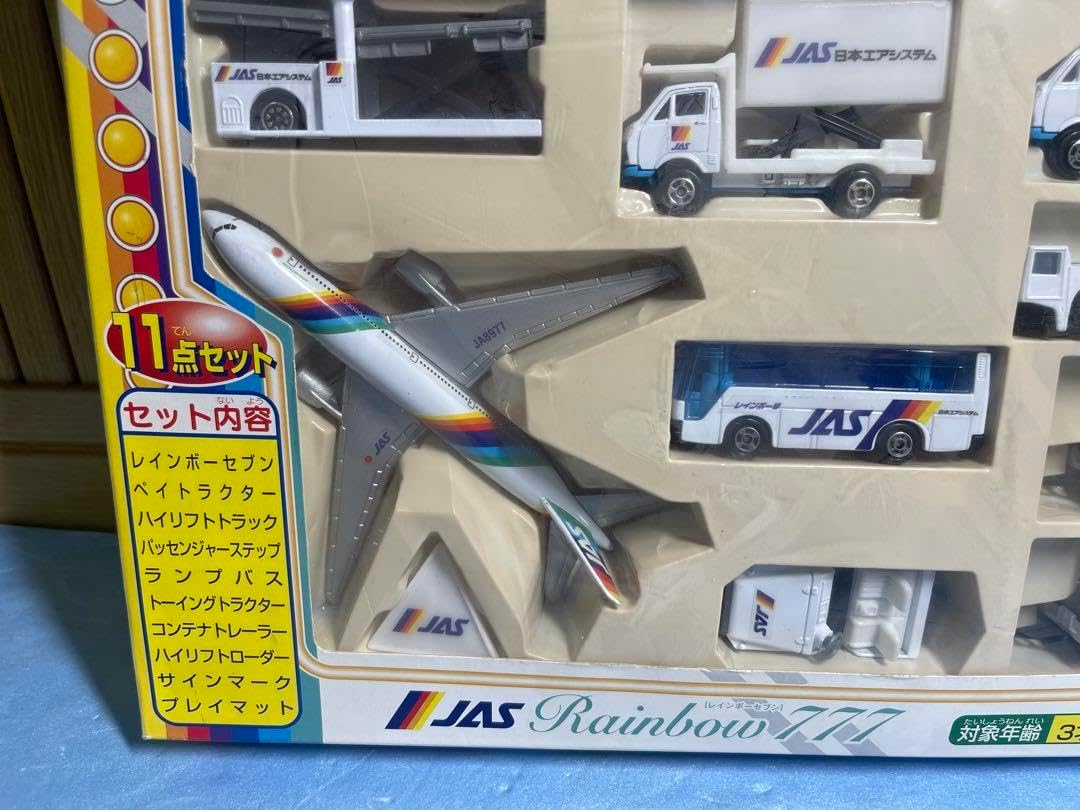 JAS 日本エアシステム
JAS
JAS 日本エアシステム
JAS
JA8977
JAS
JAS
レインボー号
JAS
日本エアシステム
JAS
JAS
てん
11点セット
ない よう
セット内容
レインボーセブン
ペイトラクター
ハイリフトトラック
パッセンジャーステップ
ランプバス
トーイングトラクター
コンテナトレーラー
ハイリフトローダー
サインマーク
プレイマット
(レインボーセブン)
JAS Rainbow 777
たいしょうねんれい
対象年齢 3